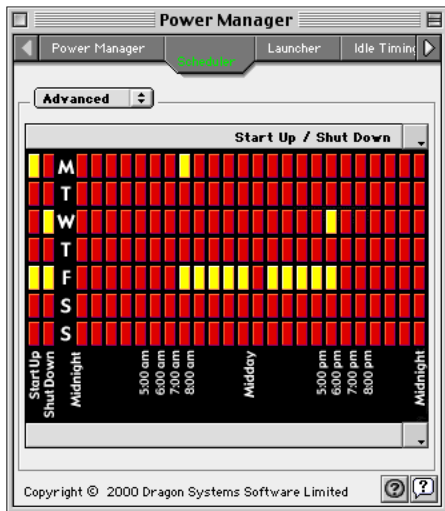 Power Manager
Power Manager Scheduler Launcher Idle Timing
Advanced
Start Up / Shut Down
M
T
W
T
F
S
S
Start Up
Shut Down
Midnight
5:00 am
6:00 am
7:00 am
8:00 am
Midday
5:00 pm
6:00 pm
7:00 pm
8:00 pm
Midnight
Copyright © 2000 Dragon Systems Software Limited ? ?